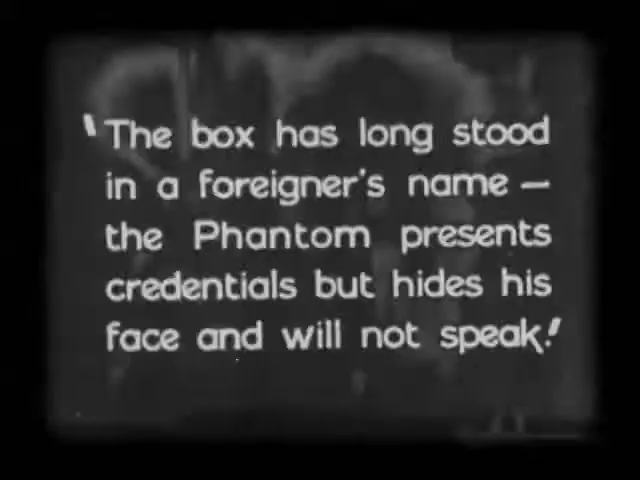 "The box has long stood
in a foreigner's name —
the Phantom presents
credentials but hides his
face and will not speak!"